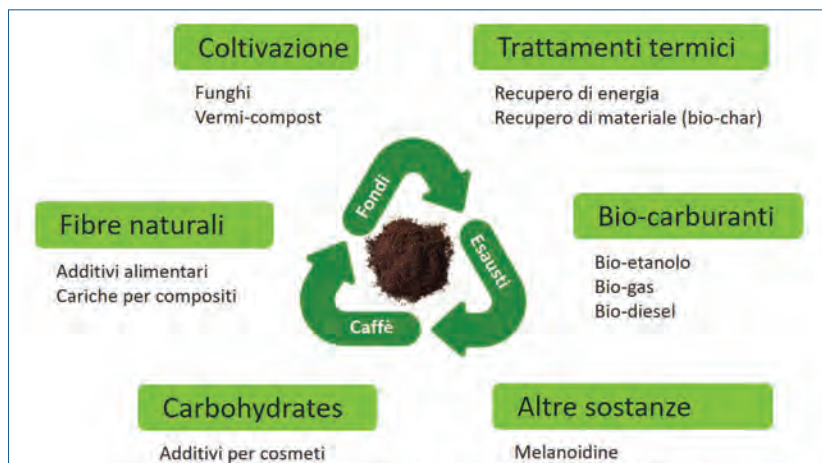 Coltivazione
Funghi
Vermi-compost
Trattamenti termici
Recupero di energia
Recupero di materiale (bio-char)
Fibre naturali
Additivi alimentari
Cariche per compositi
Fondi
Esausti
Caffè
Bio-carburanti
Bio-etanolo
Bio-gas
Bio-diesel
Carbohydrates
Additivi per cosmeti
Altre sostanze
Melanoidine